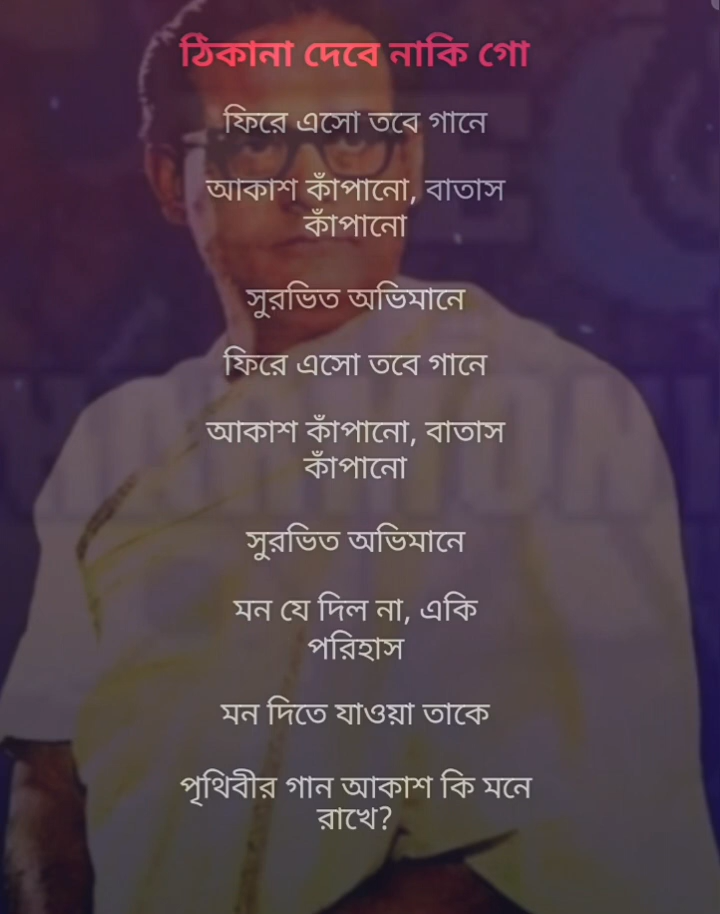 ঠিকানা দেবে নাকি গো
ফিরে এসো তবে গানে
আকাশ কাঁপানো, বাতাস
কাঁপানো
সুরভিত অভিমানে
ফিরে এসো তবে গানে
আকাশ কাঁপানো, বাতাস
কাঁপানো
সুরভিত অভিমানে
মন যে দিল না, একি
পরিহাস
মন দিতে যাওয়া তাকে
পৃথিবীর গান আকাশ কি মনে
রাখে?